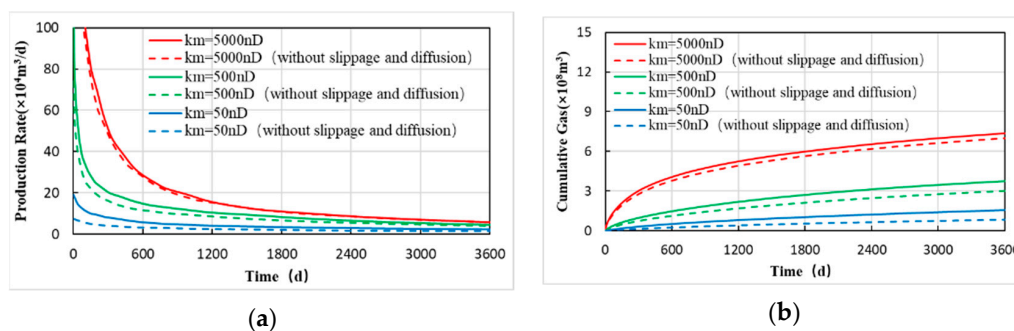 100
80
60
40
20
0
Production Rate(×10⁴m³/d)
km=5000nD
km=5000nD（without slippage and diffusion）
km=500nD
km=500nD（without slippage and diffusion）
km=50nD
km=50nD（without slippage and diffusion）
0 600 1200 1800 2400 3000 3600
Time（d）
(a)
15
12
9
6
3
0
Cumulative Gas(×10⁸m³)
km=5000nD
km=5000nD（without slippage and diffusion）
km=500nD
km=500nD（without slippage and diffusion）
km=50nD
km=50nD（without slippage and diffusion）
0 600 1200 1800 2400 3000 3600
Time（d）
(b)